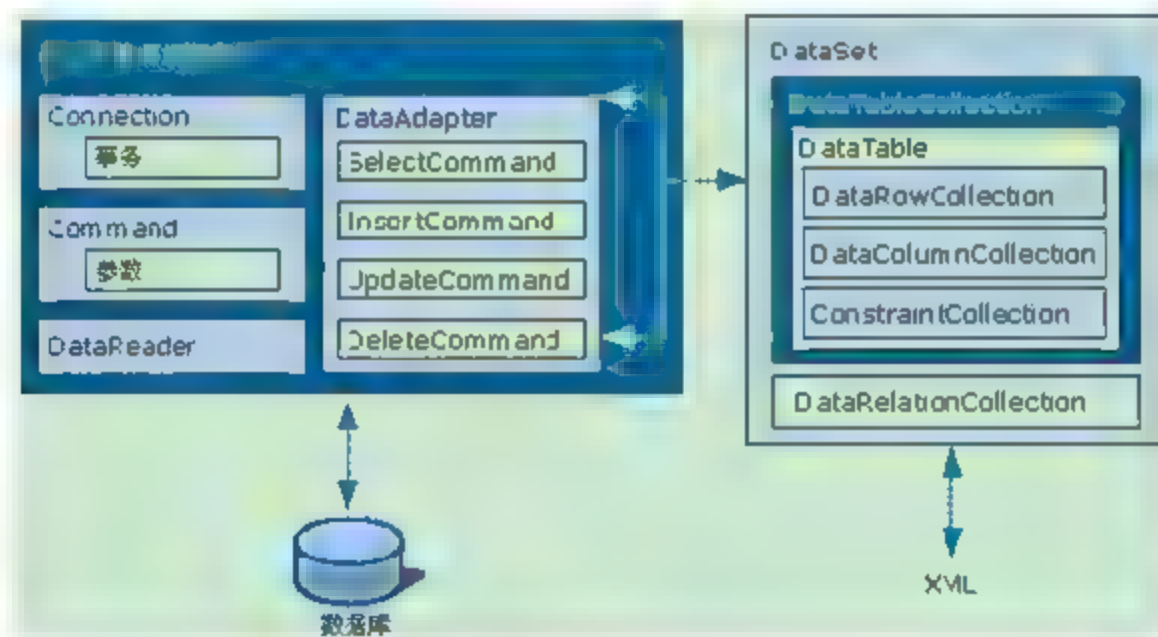 Connection
事务
Command
参数
DataReader
DataAdapter
SelectCommand
InsertCommand
UpdateCommand
DeleteCommand
数据库
DataSet
DataTable
DataRowCollection
DataColumnCollection
ConstraintCollection
DataRelationCollection
XML